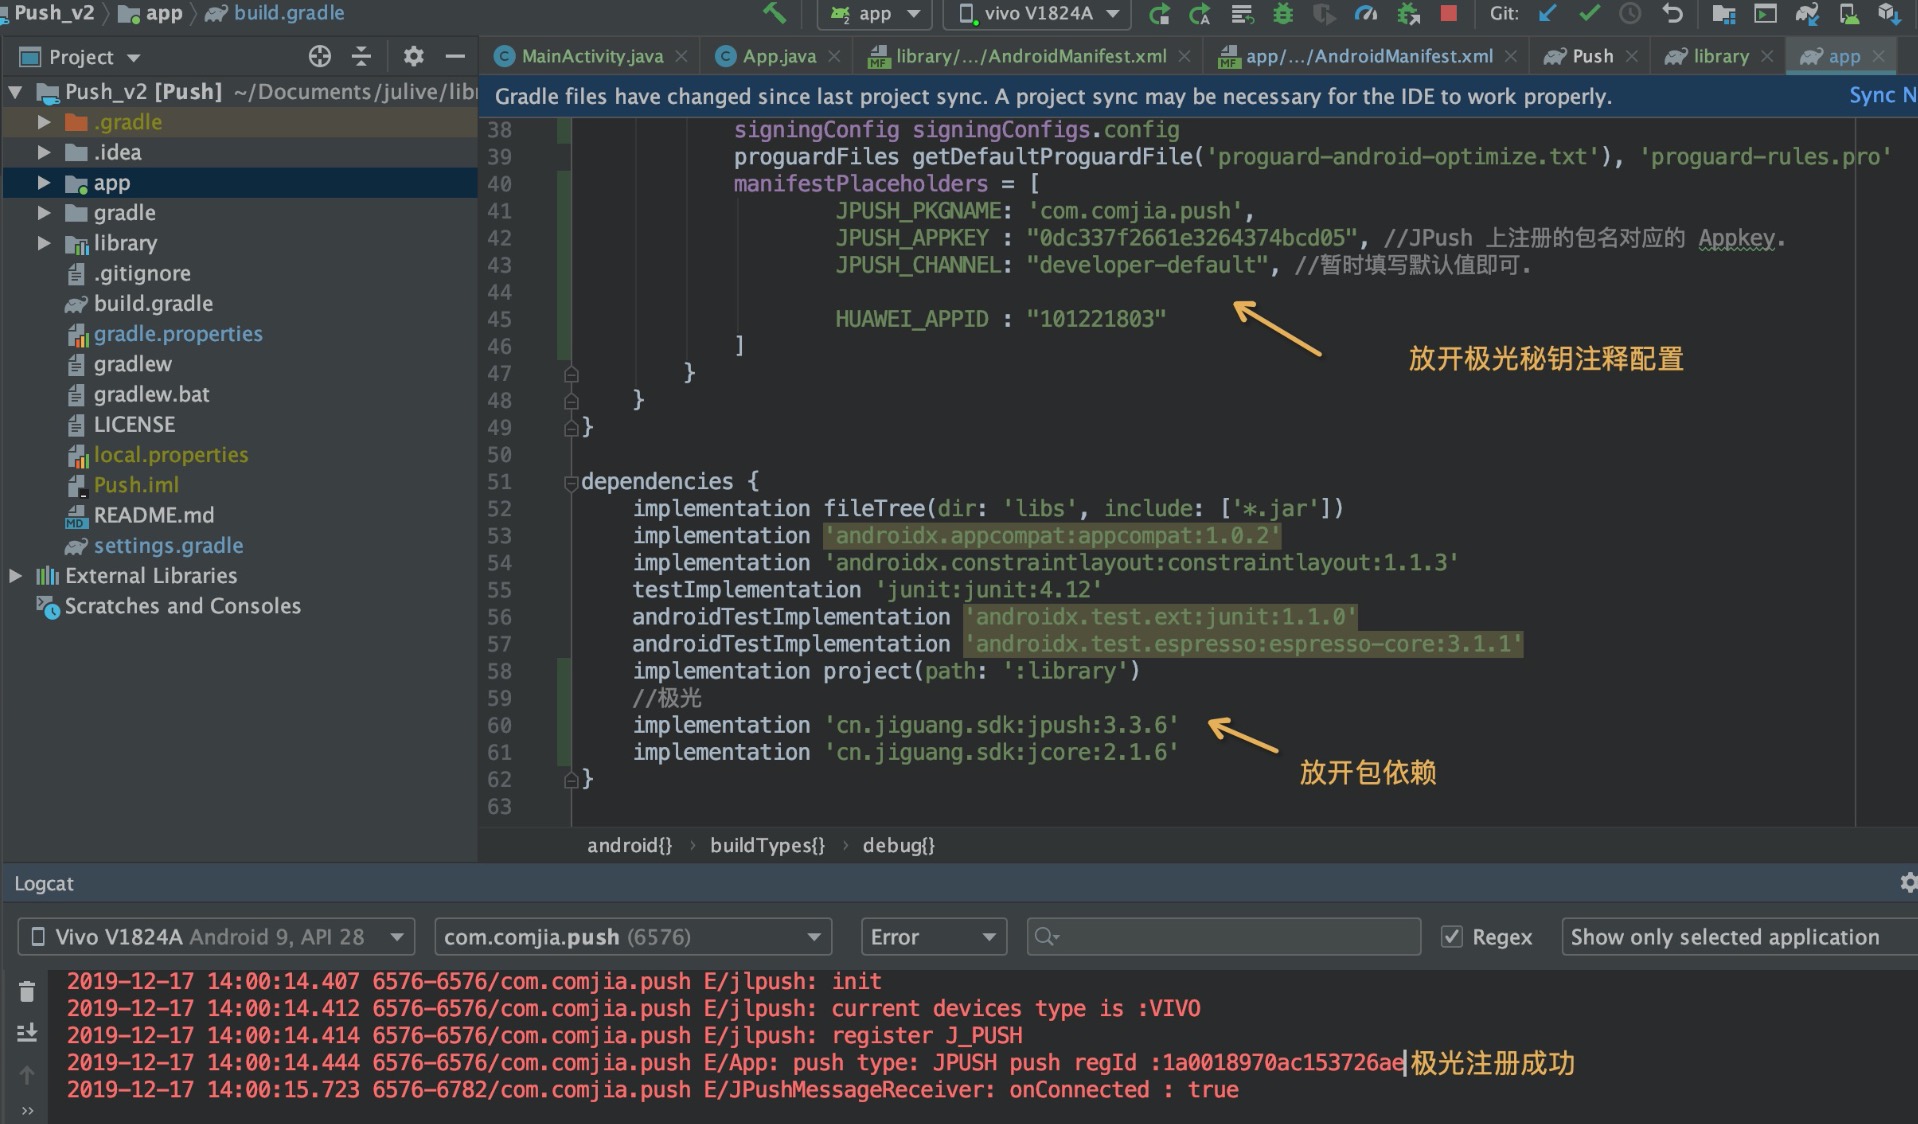 Push_v2 app build.gradle app vivo V1824A Git:
Project
MainActivity.java App.java library/.../AndroidManifest.xml app/.../AndroidManifest.xml Push library app
Push_v2 [Push] ~/Documents/julive/lib
.gradle
.idea
app
gradle
library
.gitignore
build.gradle
gradle.properties
gradlew
gradlew.bat
LICENSE
local.properties
Push.iml
README.md
settings.gradle
External Libraries
Scratches and Consoles
Gradle files have changed since last project sync. A project sync may be necessary for the IDE to work properly. Sync N
38 signingConfig signingConfigs.config
39 proguardFiles getDefaultProguardFile('proguard-android-optimize.txt'), 'proguard-rules.pro'
40 manifestPlaceholders = [
41 JPUSH_PKGNAME: 'com.comjia.push',
42 JPUSH_APPKEY : "0dc337f2661e3264374bcd05", //JPush 上注册的包名对应的 Appkey.
43 JPUSH_CHANNEL: "developer-default", //暂时填写默认值即可.
44
45 HUAWEI_APPID : "101221803"
46 ]
放开极光秘钥注释配置
47 }
48 }
49 }
50
51 dependencies {
52 implementation fileTree(dir: 'libs', include: ['*.jar'])
53 implementation 'androidx.appcompat:appcompat:1.0.2'
54 implementation 'androidx.constraintlayout:constraintlayout:1.1.3'
55 testImplementation 'junit:junit:4.12'
56 androidTestImplementation 'androidx.test.ext:junit:1.1.0'
57 androidTestImplementation 'androidx.test.espresso:espresso-core:3.1.1'
58 implementation project(path: ':library')
59 //极光
60 implementation 'cn.jiguang.sdk:jpush:3.3.6'
61 implementation 'cn.jiguang.sdk:jcore:2.1.6'
放开包依赖
62 }
63
android{} › buildTypes{} › debug{}
Logcat
Vivo V1824A Android 9, API 28 com.comjia.push (6576) Error Regex Show only selected application
2019-12-17 14:00:14.407 6576-6576/com.comjia.push E/jlpush: init
2019-12-17 14:00:14.412 6576-6576/com.comjia.push E/jlpush: current devices type is :VIVO
2019-12-17 14:00:14.414 6576-6576/com.comjia.push E/jlpush: register J_PUSH
2019-12-17 14:00:14.444 6576-6576/com.comjia.push E/App: push type: JPUSH push regId :1a0018970ac153726ae 极光注册成功
2019-12-17 14:00:15.723 6576-6782/com.comjia.push E/JPushMessageReceiver: onConnected : true